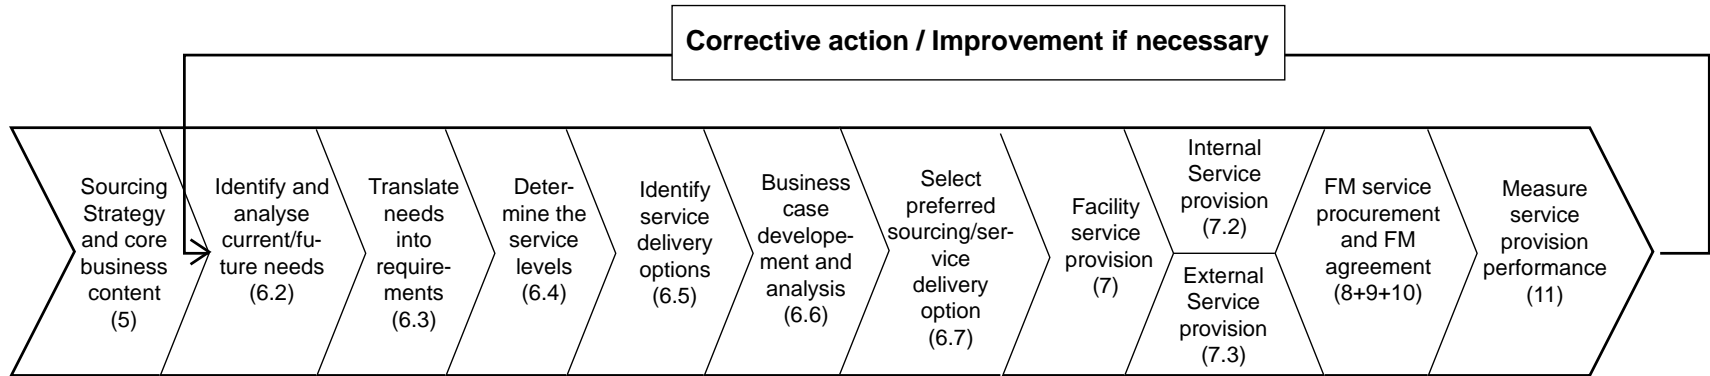 Corrective action / Improvement if necessary
Sourcing
Strategy
and core
business
content
(5)
Identify and
analyse
current/fu-
ture needs
(6.2)
Translate
needs
into
require-
ments
(6.3)
Deter-
mine the
service
levels
(6.4)
Identify
service
delivery
options
(6.5)
Business
case
develope-
ment and
analysis
(6.6)
Select
preferred
sourcing/ser-
vice
delivery
option
(6.7)
Facility
service
provision
(7)
Internal
Service
provision
(7.2)
External
Service
provision
(7.3)
FM service
procurement
and FM
agreement
(8+9+10)
Measure
service
provision
performance
(11)